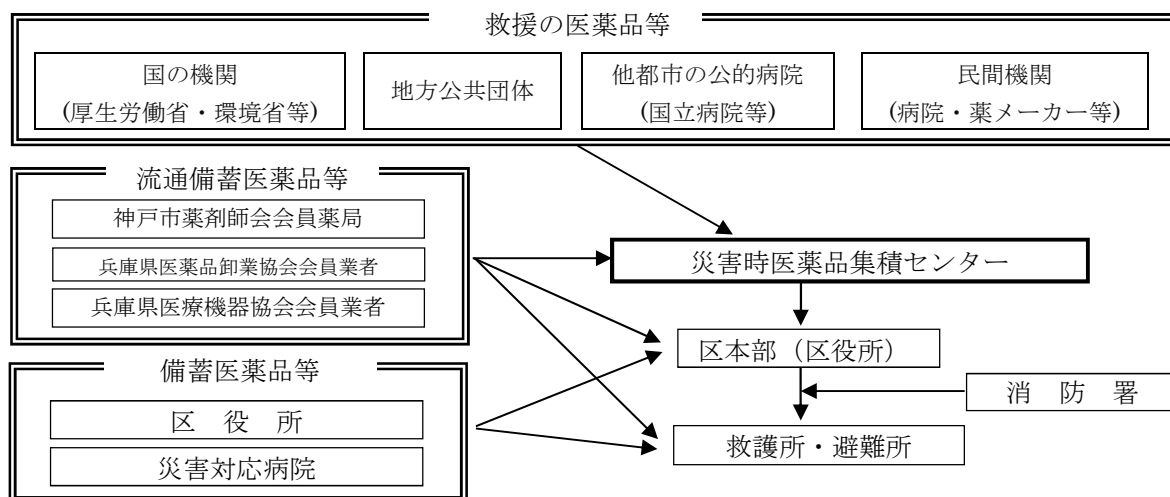 救援の医薬品等
国の機関
(厚生労働省・環境省等)
地方公共団体
他都市の公的病院
(国立病院等)
民間機関
(病院・薬メーカー等)
流通備蓄医薬品等
神戸市薬剤師会会員薬局
兵庫県医薬品卸業協会会員業者
兵庫県医療機器協会会員業者
災害時医薬品集積センター
区本部（区役所）
備蓄医薬品等
区　役　所
災害対応病院
消　防　署
救護所・避難所